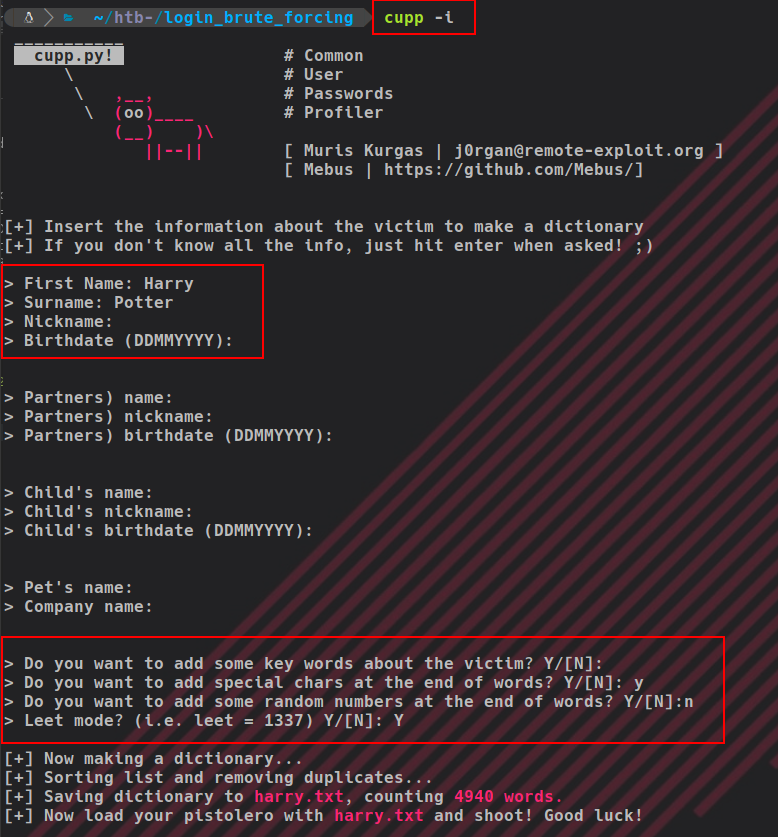 ~/htb-/login_brute_forcing cupp -i
___________
cupp.py! # Common
\ # User
\ ,__, # Passwords
\ (oo)____ # Profiler
(__) )\
||--|| [ Muris Kurgas | j0rgan@remote-exploit.org ]
[ Mebus | https://github.com/Mebus/]
[+] Insert the information about the victim to make a dictionary
[+] If you don't know all the info, just hit enter when asked! ;)
> First Name: Harry
> Surname: Potter
> Nickname:
> Birthdate (DDMMYYYY):
> Partners) name:
> Partners) nickname:
> Partners) birthdate (DDMMYYYY):
> Child's name:
> Child's nickname:
> Child's birthdate (DDMMYYYY):
> Pet's name:
> Company name:
> Do you want to add some key words about the victim? Y/[N]:
> Do you want to add special chars at the end of words? Y/[N]: y
> Do you want to add some random numbers at the end of words? Y/[N]:n
> Leet mode? (i.e. leet = 1337) Y/[N]: Y
[+] Now making a dictionary...
[+] Sorting list and removing duplicates...
[+] Saving dictionary to harry.txt, counting 4940 words.
[+] Now load your pistolero with harry.txt and shoot! Good luck!